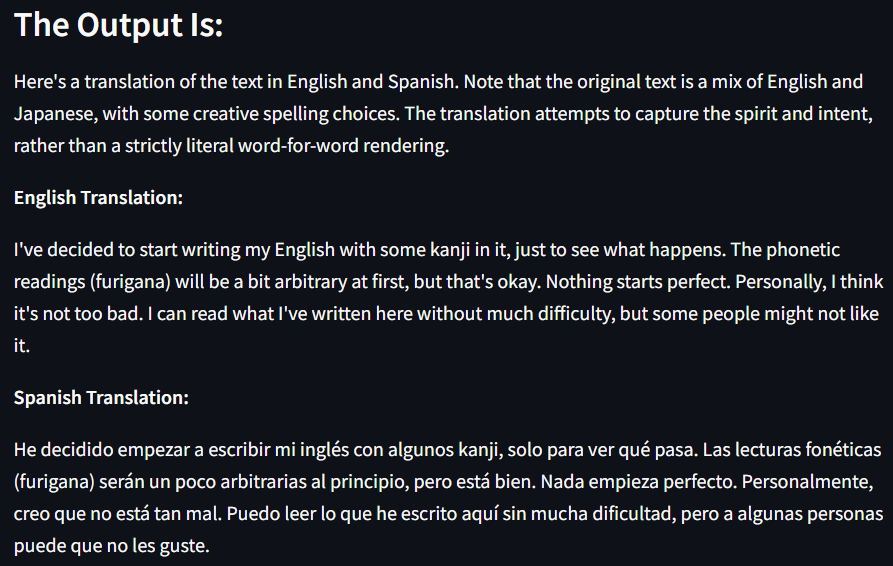 The Output Is:
Here's a translation of the text in English and Spanish. Note that the original text is a mix of English and
Japanese, with some creative spelling choices. The translation attempts to capture the spirit and intent,
rather than a strictly literal word-for-word rendering.
English Translation:
I've decided to start writing my English with some kanji in it, just to see what happens. The phonetic
readings (furigana) will be a bit arbitrary at first, but that's okay. Nothing starts perfect. Personally, I think
it's not too bad. I can read what I've written here without much difficulty, but some people might not like
it.
Spanish Translation:
He decidido empezar a escribir mi inglés con algunos kanji, solo para ver qué pasa. Las lecturas fonéticas
(furigana) serán un poco arbitrarias al principio, pero está bien. Nada empieza perfecto. Personalmente,
creo que no está tan mal. Puedo leer lo que he escrito aquí sin mucha dificultad, pero a algunas personas
puede que no les guste.